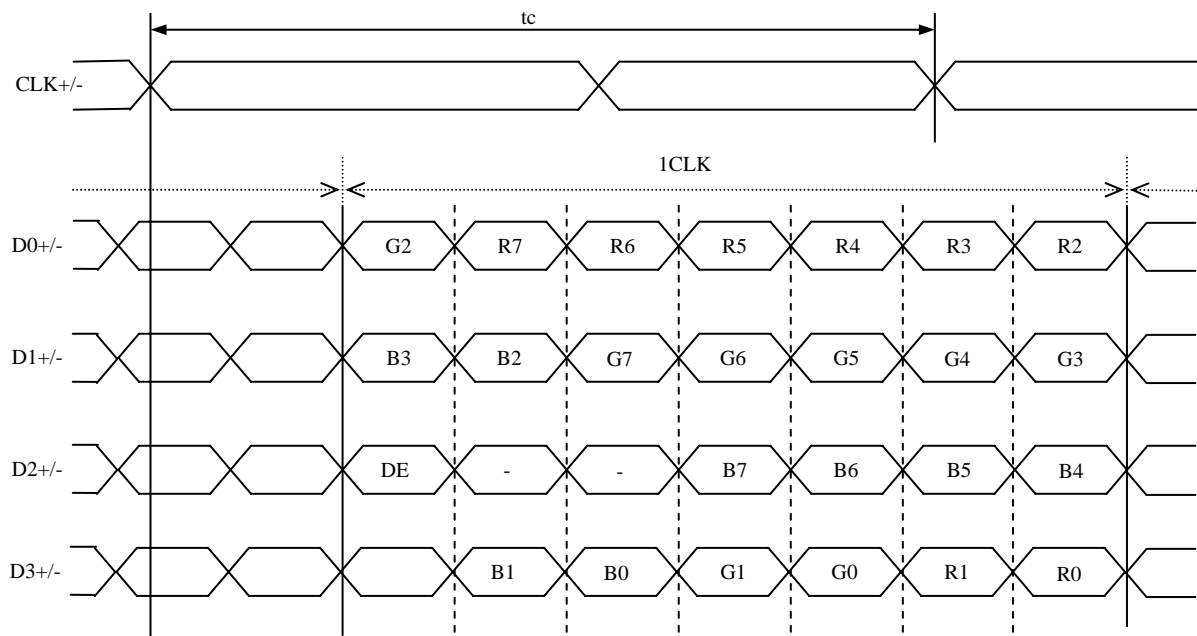 tc
CLK+/-
1CLK
D0+/- G2 R7 R6 R5 R4 R3 R2
D1+/- B3 B2 G7 G6 G5 G4 G3
D2+/- DE - - B7 B6 B5 B4
D3+/- B1 B0 G1 G0 R1 R0